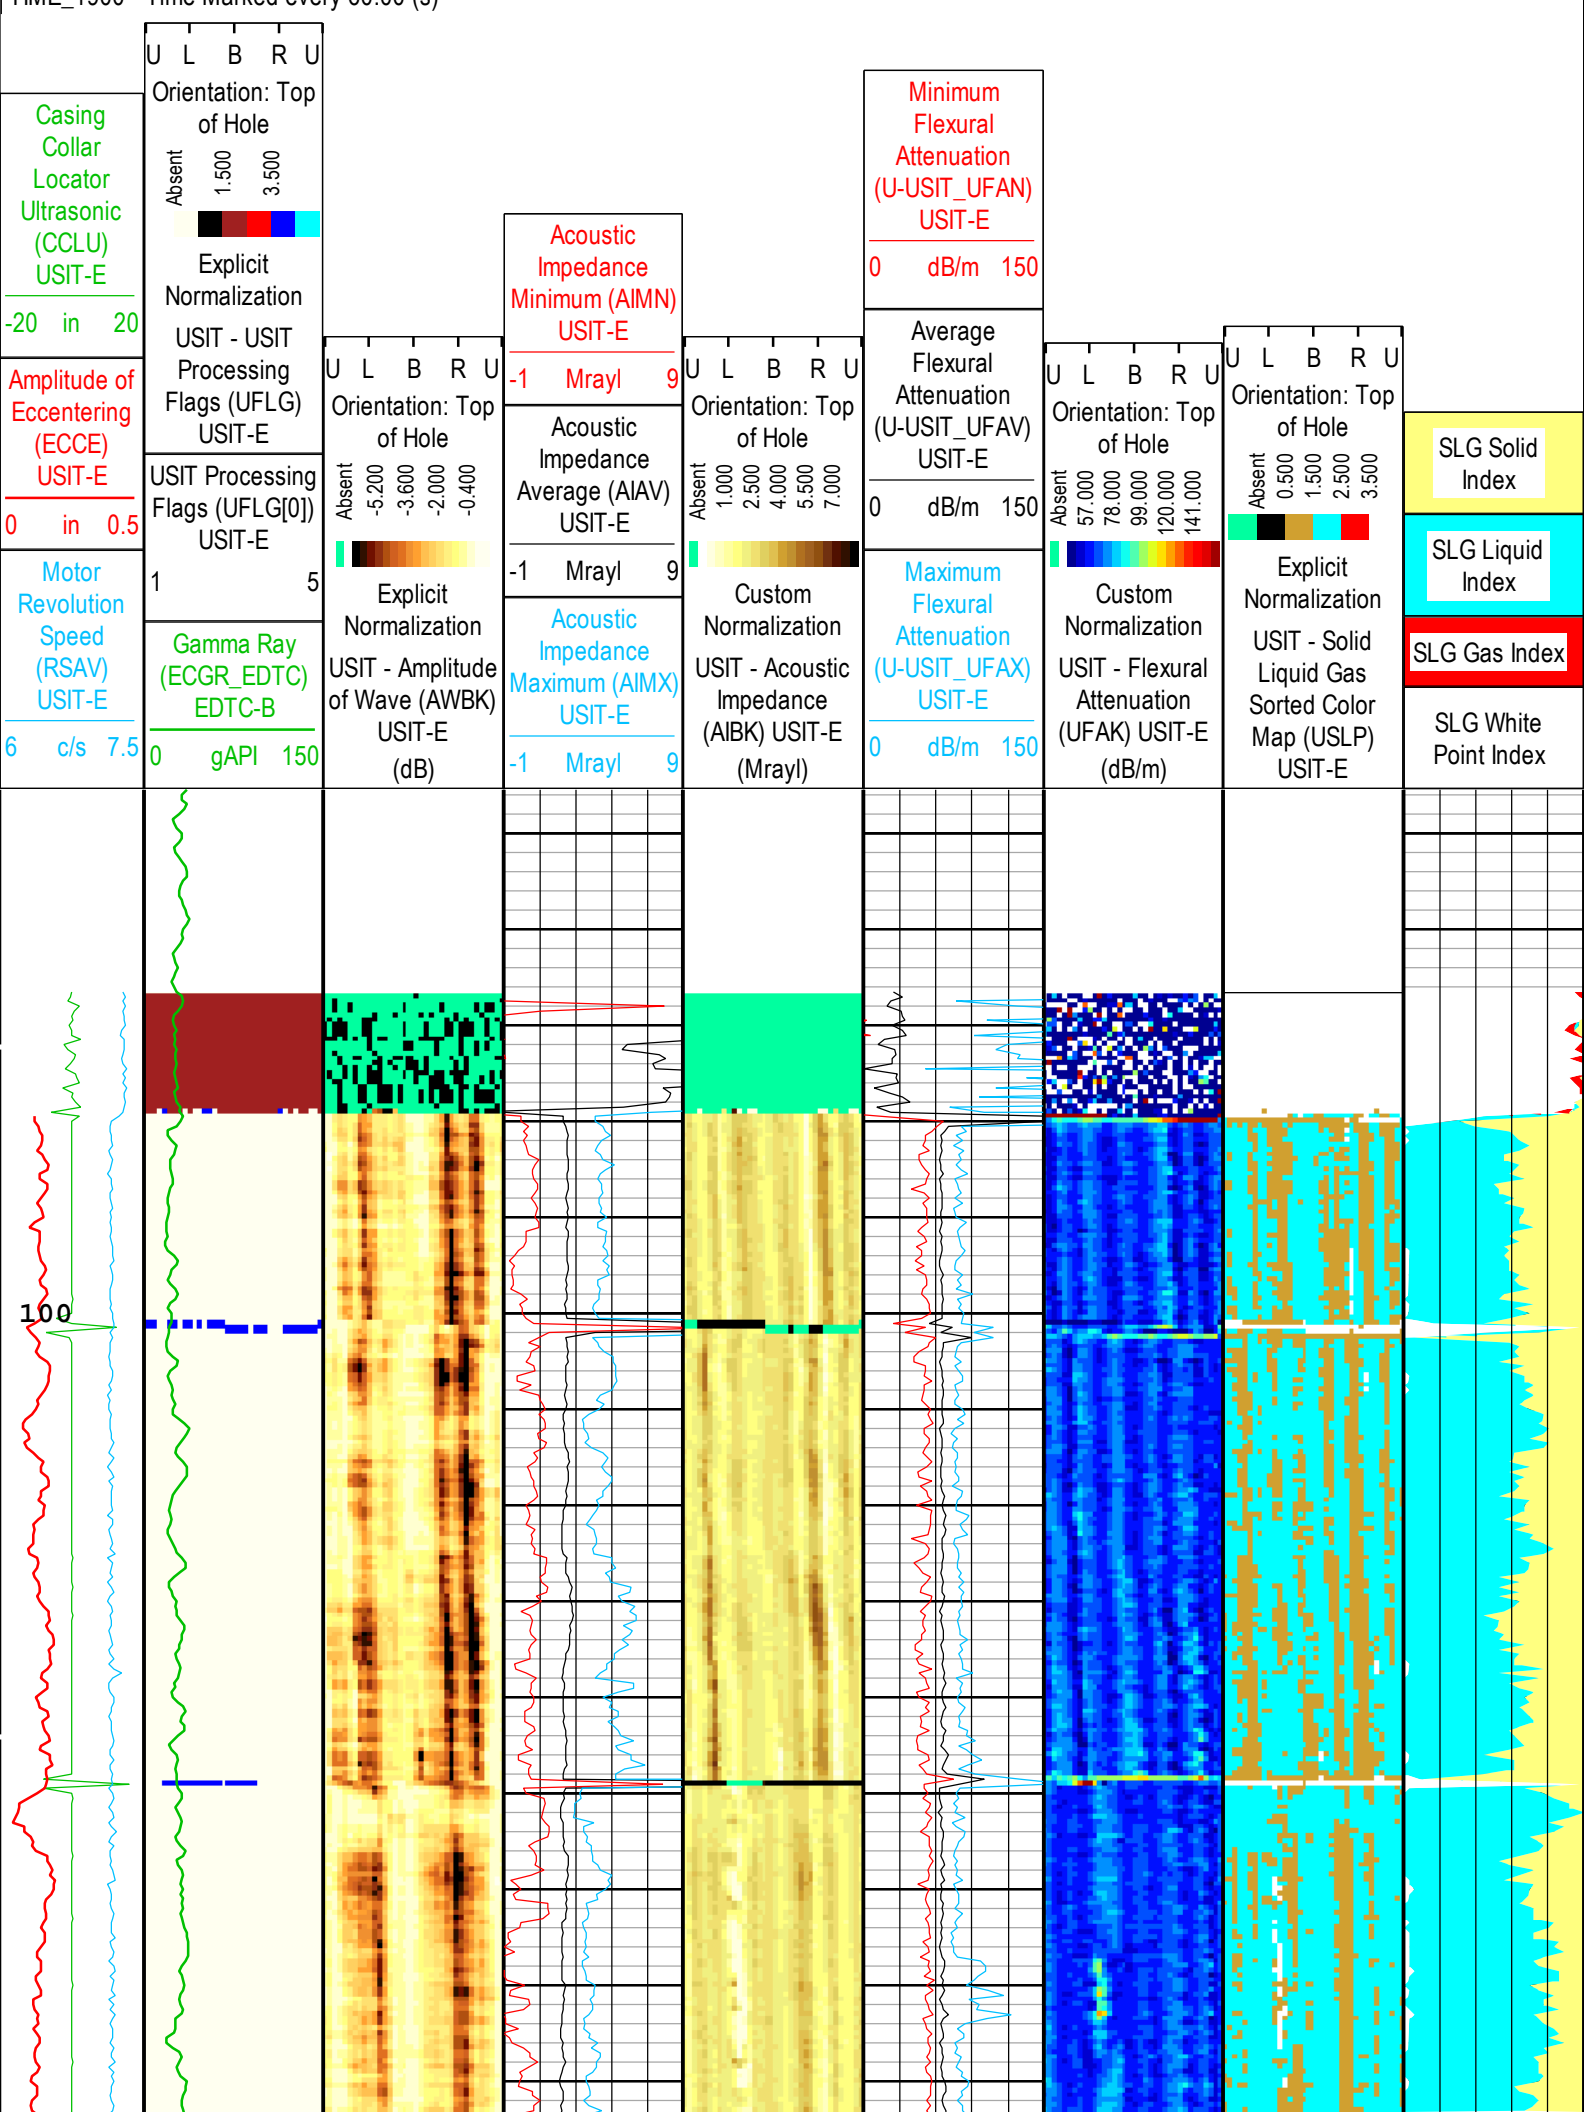 TIME_1900 - Time Marked every 60.00 (s)
Casing
Collar
Locator
Ultrasonic
(CCLU)
USIT-E
-20 in 20
Amplitude of
Eccentering
(ECCE)
USIT-E
0 in 0.5
Motor
Revolution
Speed
(RSAV)
USIT-E
6 c/s 7.5
U L B R U
Orientation: Top
of Hole
Absent
1.500
3.500
Explicit
Normalization
USIT - USIT
Processing
Flags (UFLG)
USIT-E
USIT Processing
Flags (UFLG[0])
USIT-E
1 5
Gamma Ray
(ECGR_EDTC)
EDTC-B
0 gAPI 150
U L B R U
Orientation: Top
of Hole
Absent
-5.200
-3.600
-2.000
-0.400
Explicit
Normalization
USIT - Amplitude
of Wave (AWBK)
USIT-E
(dB)
Acoustic
Impedance
Minimum (AIMN)
USIT-E
-1 Mrayl 9
Acoustic
Impedance
Average (AIAV)
USIT-E
-1 Mrayl 9
Acoustic
Impedance
Maximum (AIMX)
USIT-E
-1 Mrayl 9
U L B R U
Orientation: Top
of Hole
Absent
1.000
2.500
4.000
5.500
7.000
Custom
Normalization
USIT - Acoustic
Impedance
(AIBK) USIT-E
(Mrayl)
Minimum
Flexural
Attenuation
(U-USIT_UFAN)
USIT-E
0 dB/m 150
Average
Flexural
Attenuation
(U-USIT_UFAV)
USIT-E
0 dB/m 150
Maximum
Flexural
Attenuation
(U-USIT_UFAX)
USIT-E
0 dB/m 150
U L B R U
Orientation: Top
of Hole
Absent
57.000
78.000
99.000
120.000
141.000
Custom
Normalization
USIT - Flexural
Attenuation
(UFAK) USIT-E
(dB/m)
U L B R U
Orientation: Top
of Hole
Absent
0.500
1.500
2.500
3.500
Explicit
Normalization
USIT - Solid
Liquid Gas
Sorted Color
Map (USLP)
USIT-E
SLG Solid
Index
SLG Liquid
Index
SLG Gas Index
SLG White
Point Index
100